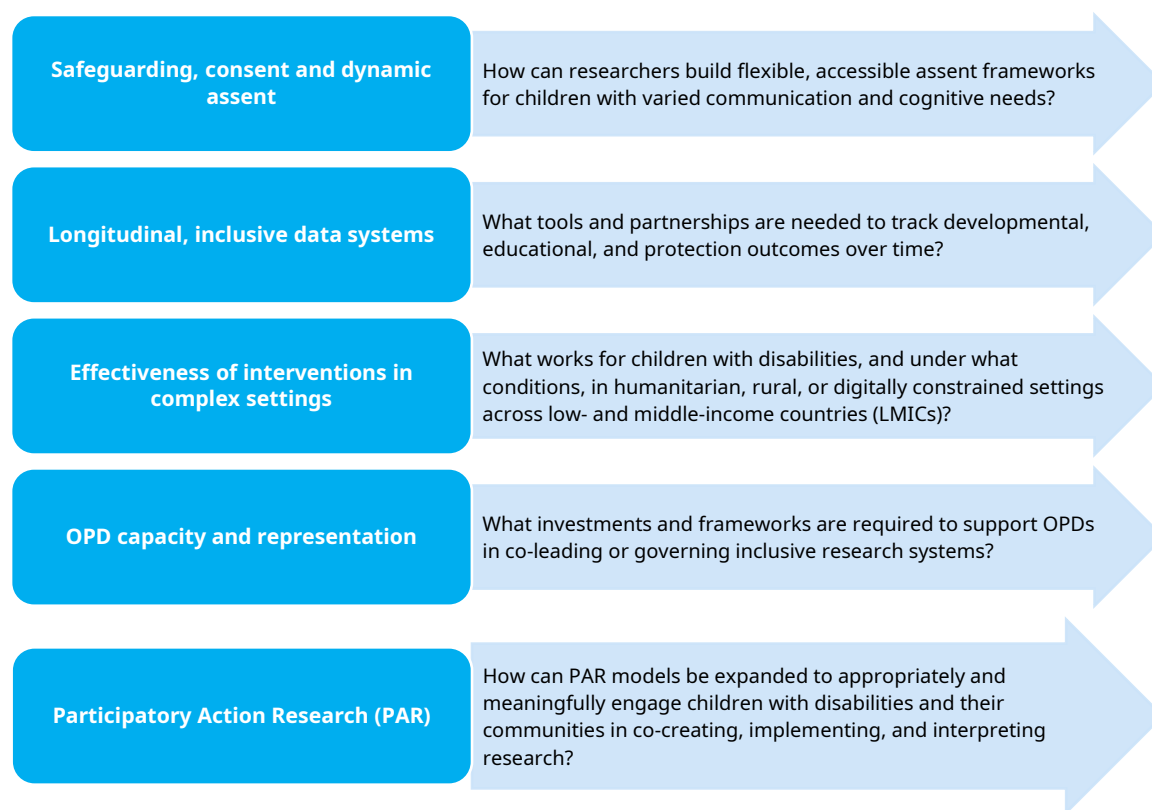 Safeguarding, consent and dynamic
assent
How can researchers build flexible, accessible assent frameworks
for children with varied communication and cognitive needs?
Longitudinal, inclusive data systems
What tools and partnerships are needed to track developmental,
educational, and protection outcomes over time?
Effectiveness of interventions in
complex settings
What works for children with disabilities, and under what
conditions, in humanitarian, rural, or digitally constrained settings
across low- and middle-income countries (LMICs)?
OPD capacity and representation
What investments and frameworks are required to support OPDs
in co-leading or governing inclusive research systems?
Participatory Action Research (PAR)
How can PAR models be expanded to appropriately and
meaningfully engage children with disabilities and their
communities in co-creating, implementing, and interpreting
research?